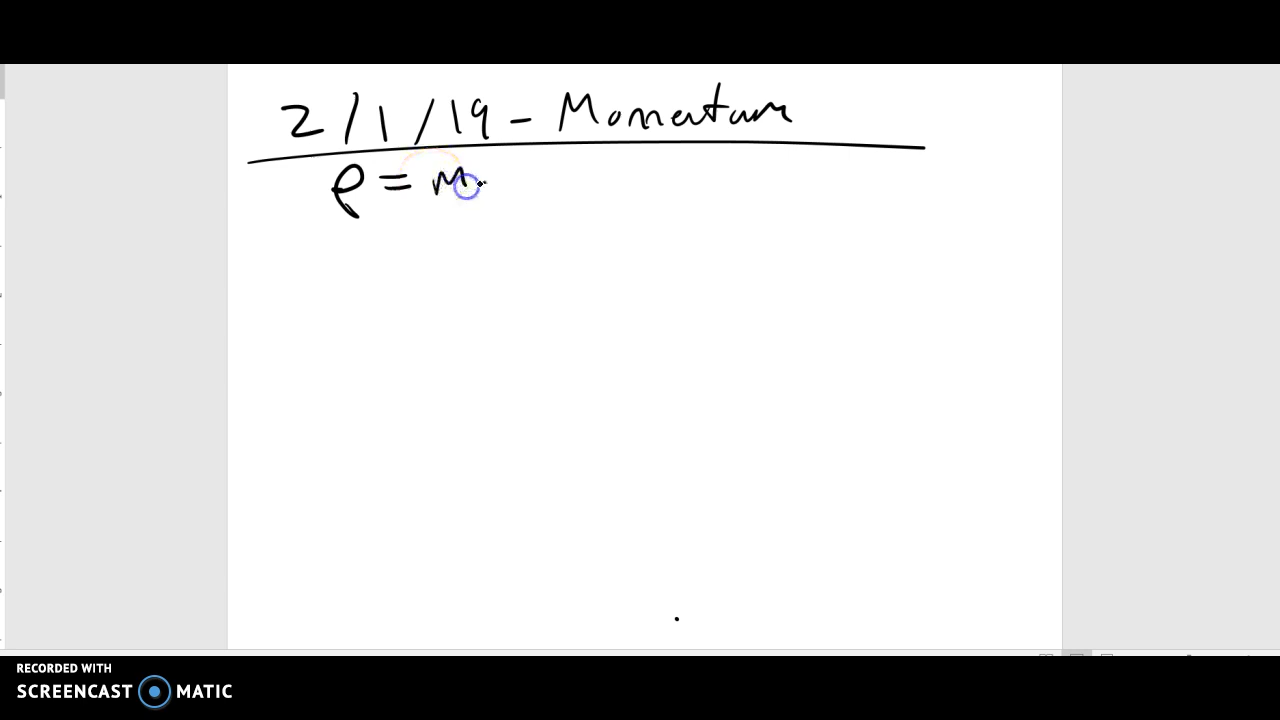 2/1/19 - Momentum
ρ = m
RECORDED WITH
SCREENCAST MATIC